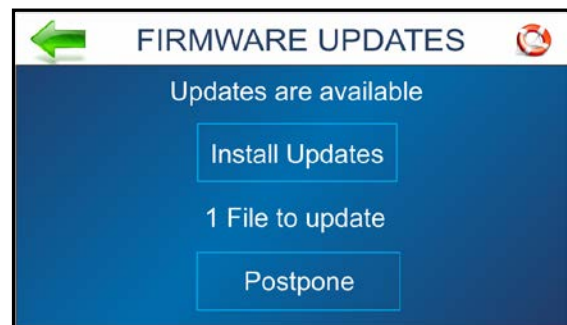 FIRMWARE UPDATES
Updates are available
Install Updates
1 File to update
Postpone